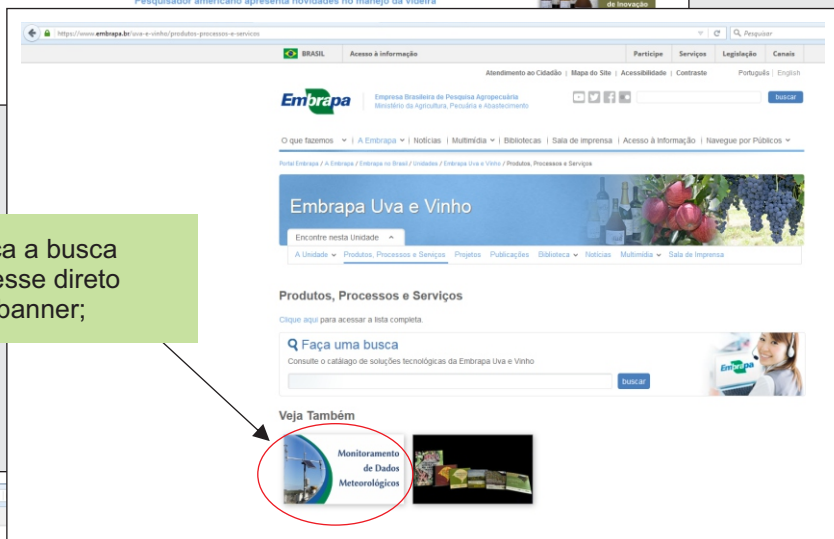 Pesquisador americano apresenta novidades no manejo da videira
de Inovação
https://www.embrapa.br/uva-e-vinho/produtos-processos-e-servicos
Pesquisar
BRASIL Acesso à informação Participe Serviços Legislação Canais
Atendimento ao Cidadão | Mapa do Site | Acessibilidade | Contraste Português | English
Embrapa
Empresa Brasileira de Pesquisa Agropecuária
Ministério da Agricultura, Pecuária e Abastecimento
buscar
O que fazemos | A Embrapa | Notícias | Multimídia | Bibliotecas | Sala de imprensa | Acesso à Informação | Navegue por Públicos
Portal Embrapa / A Embrapa / Embrapa no Brasil / Unidades / Embrapa Uva e Vinho / Produtos, Processos e Serviços
Embrapa Uva e Vinho
Encontre nesta Unidade
A Unidade Produtos, Processos e Serviços Projetos Publicações Biblioteca Notícias Multimídia Sala de Imprensa
ça a busca
esse direto
banner;
Produtos, Processos e Serviços
Clique aqui para acessar a lista completa.
Faça uma busca
Consulte o catálago de soluções tecnológicas da Embrapa Uva e Vinho
buscar
Embrapa
Veja Também
Monitoramento
de Dados
Meteorológicos